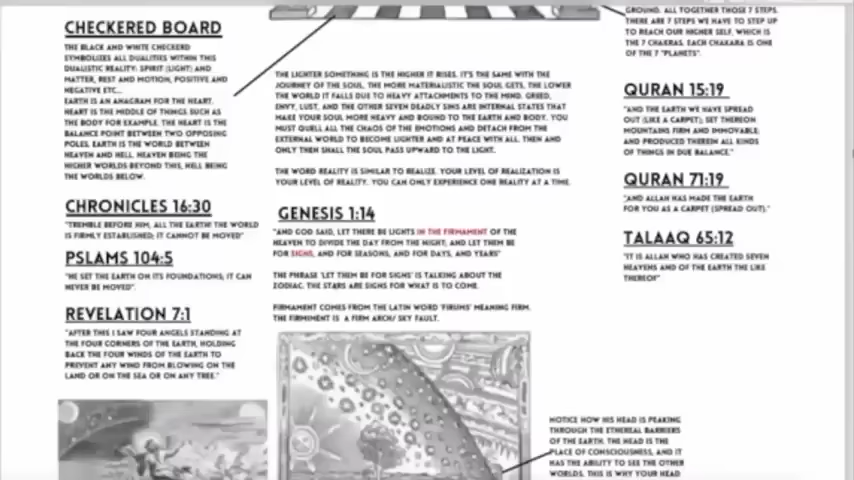 CHECKERED BOARD
THE BLACK AND WHITE CHECKERD
SYMBOLIZES ALL DUALITIES WITHIN THIS
DUALISTIC REALITY: SPIRIT (LIGHT) AND
MATTER, REST AND MOTION, POSITIVE AND
NEGATIVE ETC...
EARTH IS AN ANAGRAM FOR THE HEART.
HEART IS THE MIDDLE OF THINGS SUCH AS
THE BODY FOR EXAMPLE. THE HEART IS THE
BALANCE POINT BETWEEN TWO OPPOSING
POLES. EARTH IS THE WORLD BETWEEN
HEAVEN AND HELL. HEAVEN BEING THE
HIGHER WORLDS BEYOND THIS, HELL BEING
THE WORLDS BELOW.
CHRONICLES 16:30
"TREMBLE BEFORE HIM, ALL THE EARTH! THE WORLD
IS FIRMLY ESTABLISHED; IT CANNOT BE MOVED"
PSLAMS 104:5
"HE SET THE EARTH ON ITS FOUNDATIONS; IT CAN
NEVER BE MOVED".
REVELATION 7:1
"AFTER THIS I SAW FOUR ANGELS STANDING AT
THE FOUR CORNERS OF THE EARTH, HOLDING
BACK THE FOUR WINDS OF THE EARTH TO
PREVENT ANY WIND FROM BLOWING ON THE
LAND OR ON THE SEA OR ON ANY TREE."
THE LIGHTER SOMETHING IS THE HIGHER IT RISES. IT'S THE SAME WITH THE
JOURNEY OF THE SOUL. THE MORE MATERIALISTIC THE SOUL GETS, THE LOWER
THE WORLD IT FALLS DUE TO HEAVY ATTACHMENTS TO THE MIND. GREED,
ENVY, LUST, AND THE OTHER SEVEN DEADLY SINS ARE INTERNAL STATES THAT
MAKE YOUR SOUL MORE HEAVY AND BOUND TO THE EARTH AND BODY. YOU
MUST QUELL ALL THE CHAOS OF THE EMOTIONS AND DETACH FROM THE
EXTERNAL WORLD TO BECOME LIGHTER AND AT PEACE WITH ALL. THEN AND
ONLY THEN SHALL THE SOUL PASS UPWARD TO THE LIGHT.
THE WORD REALITY IS SIMILAR TO REALIZE. YOUR LEVEL OF REALIZATION IS
YOUR LEVEL OF REALITY. YOU CAN ONLY EXPERIENCE ONE REALITY AT A TIME.
GENESIS 1:14
"AND GOD SAID, LET THERE BE LIGHTS IN THE FIRMAMENT OF THE
HEAVEN TO DIVIDE THE DAY FROM THE NIGHT; AND LET THEM BE
FOR SIGNS, AND FOR SEASONS, AND FOR DAYS, AND YEARS"
THE PHRASE 'LET THEM BE FOR SIGNS' IS TALKING ABOUT THE
ZODIAC. THE STARS ARE SIGNS FOR WHAT IS TO COME.
FIRMAMENT COMES FROM THE LATIN WORD 'FIRUMS' MEANING FIRM.
THE FIRMIMENT IS A FIRM ARCH/ SKY FAULT.
GROUND. ALL TOGETHER THOSE 7 STEPS.
THERE ARE 7 STEPS WE HAVE TO STEP UP
TO REACH OUR HIGHER SELF, WHICH IS
THE 7 CHAKRAS. EACH CHAKARA IS ONE
OF THE 7 "PLANETS".
QURAN 15:19
"AND THE EARTH WE HAVE SPREAD
OUT (LIKE A CARPET); SET THEREON
MOUNTAINS FIRM AND IMMOVABLE;
AND PRODUCED THEREIN ALL KINDS
OF THINGS IN DUE BALANCE."
QURAN 71:19
"AND ALLAH HAS MADE THE EARTH
FOR YOU AS A CARPET (SPREAD OUT)."
TALAAQ 65:12
"IT IS ALLAH WHO HAS CREATED SEVEN
HEAVENS AND OF THE EARTH THE LIKE
THEREOF"
NOTICE HOW HIS HEAD IS PEAKING
THROUGH THE ETHEREAL BARRIERS
OF THE EARTH. THE HEAD IS THE
PLACE OF CONSCIOUSNESS, AND IT
HAS THE ABILITY TO SEE THE OTHER
WORLDS. THIS IS WHY YOUR HEAD